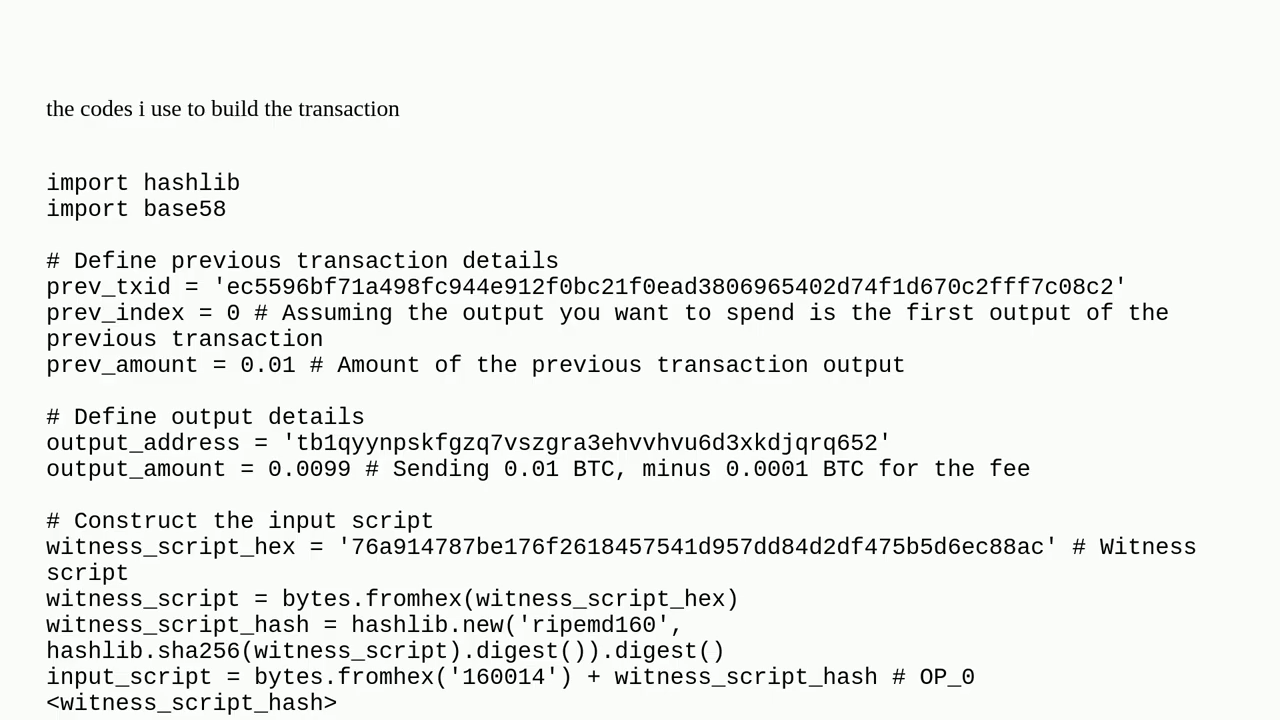 the codes i use to build the transaction
import hashlib
import base58
# Define previous transaction details
prev_txid = 'ec5596bf71a498fc944e912f0bc21f0ead3806965402d74f1d670c2fff7c08c2'
prev_index = 0 # Assuming the output you want to spend is the first output of the
previous transaction
prev_amount = 0.01 # Amount of the previous transaction output
# Define output details
output_address = 'tb1qyynpskfgzq7vszgra3ehvvhvu6d3xkdjqrq652'
output_amount = 0.0099 # Sending 0.01 BTC, minus 0.0001 BTC for the fee
# Construct the input script
witness_script_hex = '76a914787be176f2618457541d957dd84d2df475b5d6ec88ac' # Witness
script
witness_script = bytes.fromhex(witness_script_hex)
witness_script_hash = hashlib.new('ripemd160',
hashlib.sha256(witness_script).digest()).digest()
input_script = bytes.fromhex('160014') + witness_script_hash # OP_0
<witness_script_hash>